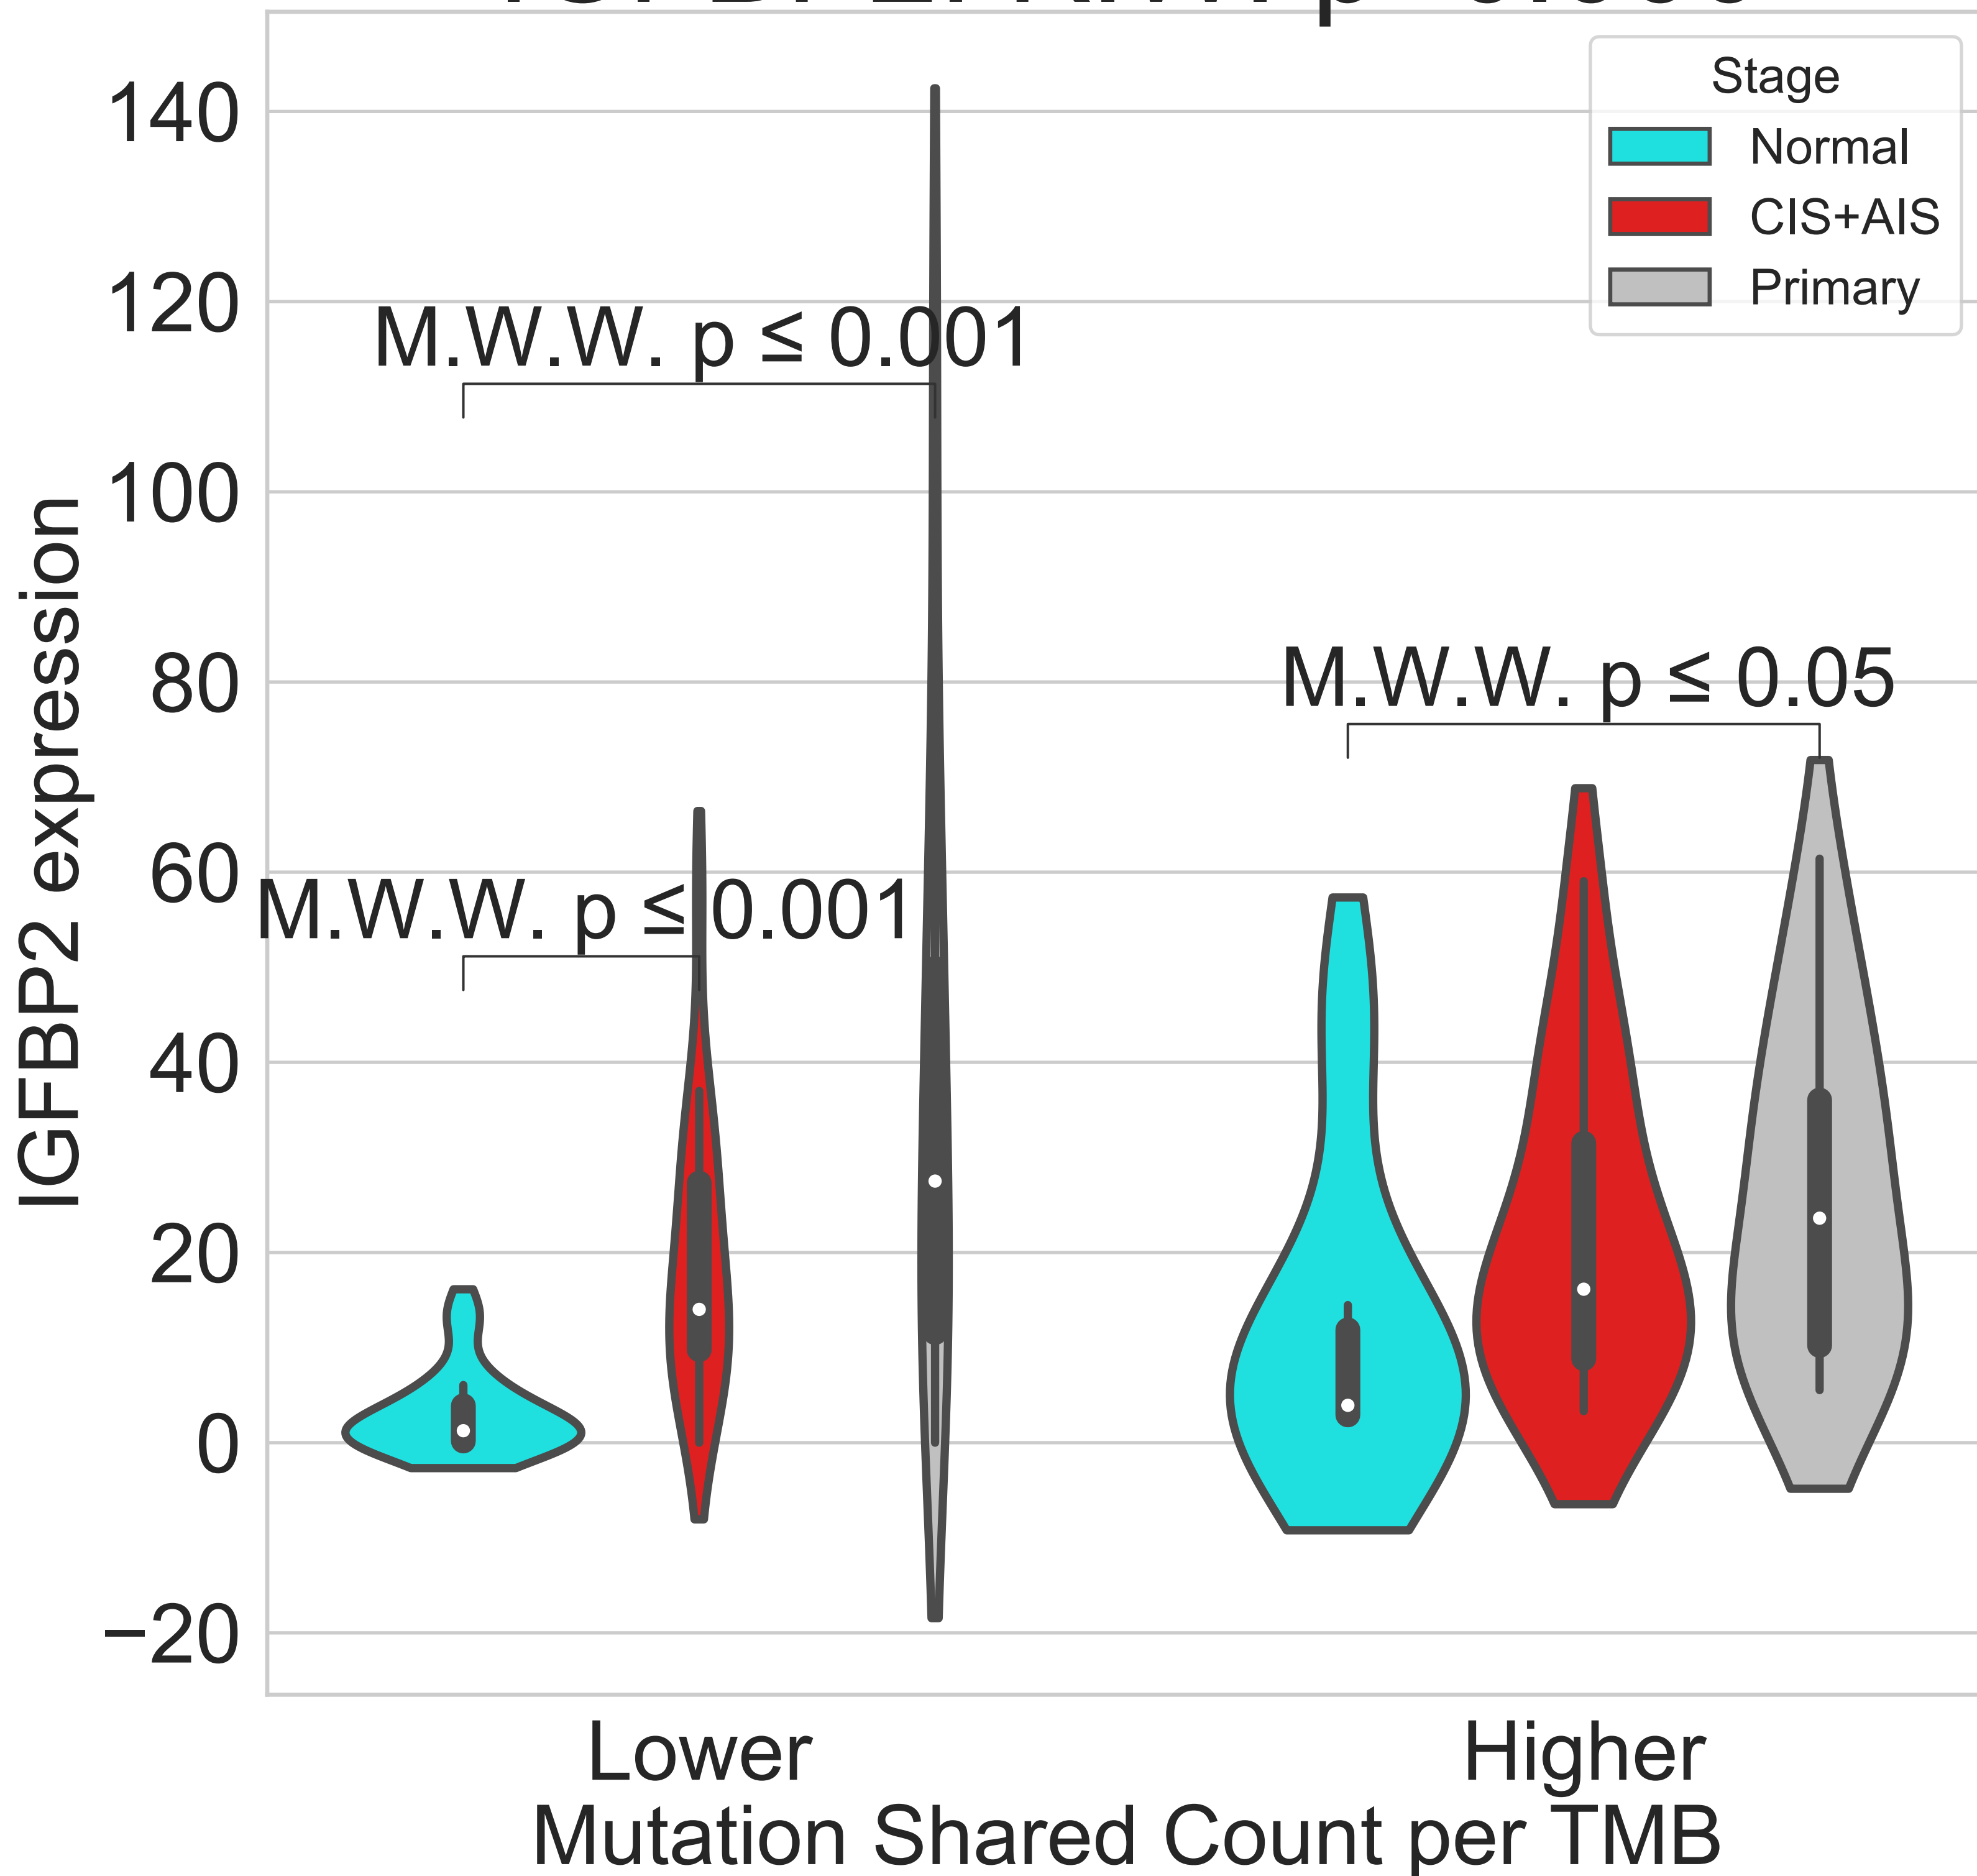 Stage
Normal
CIS+AIS
Primary
140
120
100
80
60
40
20
0
−20
IGFBP2 expression
M.W.W. p ≤ 0.001
M.W.W. p ≤ 0.05
M.W.W. p ≤ 0.001
Lower
Higher
Mutation Shared Count per TMB